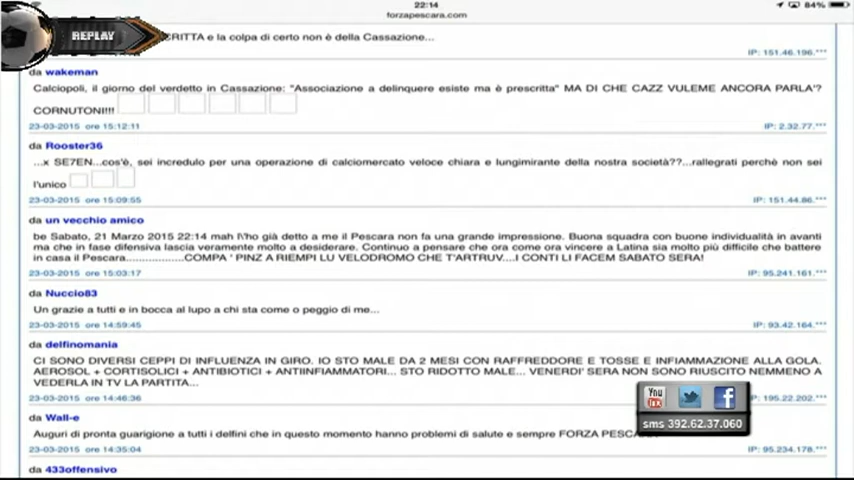 22:14
84%
forzapescara.com
REPLAY
CRITTA e la colpa di certo non è della Cassazione...
IP: 151.46.196.***
da wakeman
Calciopoli, il giorno del verdetto in Cassazione: "Associazione a delinquere esiste ma è prescritta" MA DI CHE CAZZ VULEME ANCORA PARLA'?
CORNUTONI!!!!
23-03-2015 ore 15:12:11 IP: 2.32.77.***
da Rooster36
...x SE7EN...cos'è, sei incredulo per una operazione di calciomercato veloce chiara e lungimirante della nostra società??...rallegrati perchè non sei
l'unico
23-03-2015 ore 15:09:55 IP: 151.44.86.***
da un vecchio amico
be Sabato, 21 Marzo 2015 22:14 mah l\'ho già detto a me il Pescara non fa una grande impressione. Buona squadra con buone individualità in avanti
ma che in fase difensiva lascia veramente molto a desiderare. Continuo a pensare che ora come ora vincere a Latina sia molto più difficile che battere
in casa il Pescara..................COMPA ' PINZ A RIEMPI LU VELODROMO CHE T'ARTRUV....I CONTI LI FACEM SABATO SERA!
23-03-2015 ore 15:03:17 IP: 95.241.161.***
da Nuccio83
Un grazie a tutti e in bocca al lupo a chi sta come o peggio di me...
23-03-2015 ore 14:59:45 IP: 93.42.164.***
da delfinomania
CI SONO DIVERSI CEPPI DI INFLUENZA IN GIRO. IO STO MALE DA 2 MESI CON RAFFREDDORE E TOSSE E INFIAMMAZIONE ALLA GOLA.
AEROSOL + CORTISOLICI + ANTIBIOTICI + ANTIINFIAMMATORI... STO RIDOTTO MALE... VENERDI' SERA NON SONO RIUSCITO NEMMENO A
VEDERLA IN TV LA PARTITA...
23-03-2015 ore 14:46:36 IP: 195.22.202.***
da Wall-e
Auguri di pronta guarigione a tutti i delfini che in questo momento hanno problemi di salute e sempre FORZA PESCA
23-03-2015 ore 14:35:04 IP: 95.234.178.***
da 433offensivo
You
f
sms 392.62.37.060